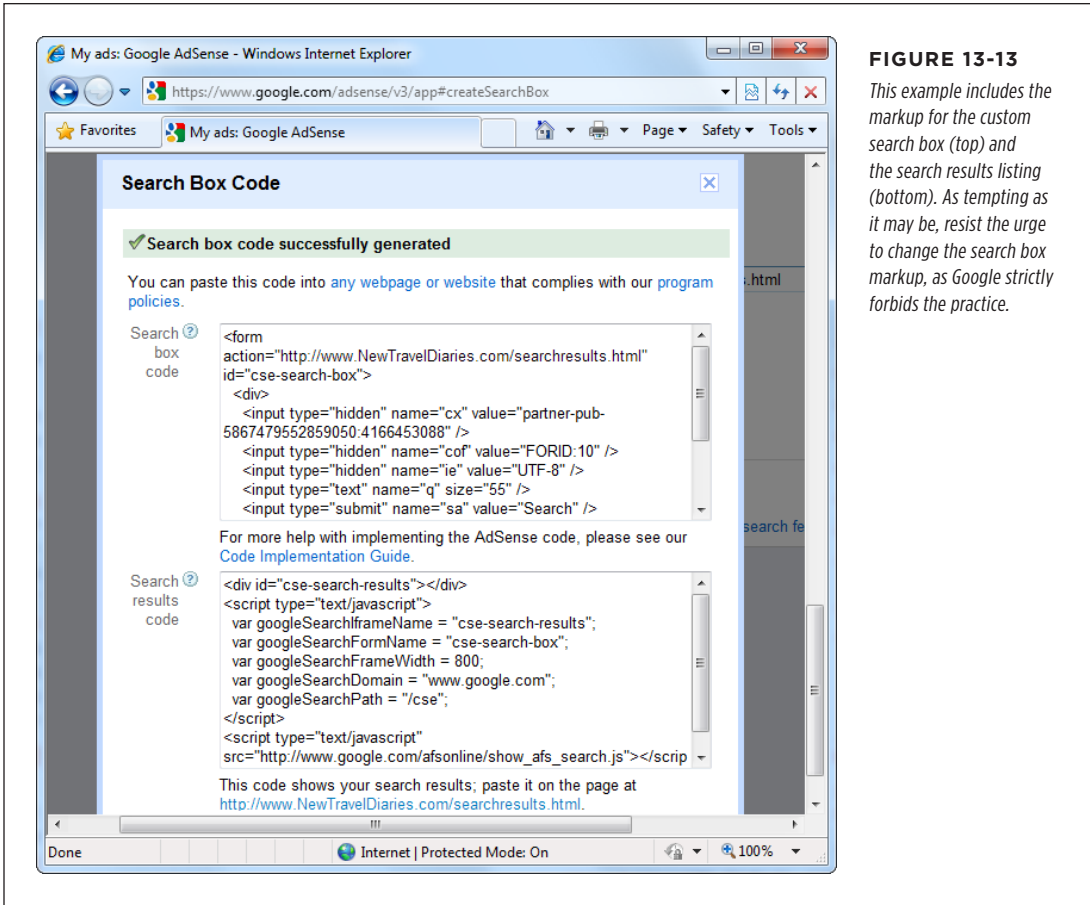 My ads: Google AdSense - Windows Internet Explorer
https://www.google.com/adsense/v3/app#createSearchBox
Favorites
My ads: Google AdSense
Page
Safety
Tools
Search Box Code
Search box code successfully generated
You can paste this code into any webpage or website that complies with our program
policies.
.html
Search
box
code
<form
action="http://www.NewTravelDiaries.com/searchresults.html"
id="cse-search-box">
<div>
<input type="hidden" name="cx" value="partner-pub-
5867479552859050:4166453088" />
<input type="hidden" name="cof" value="FORID:10" />
<input type="hidden" name="ie" value="UTF-8" />
<input type="text" name="q" size="55" />
<input type="submit" name="sa" value="Search" />
search fe
For more help with implementing the AdSense code, please see our
Code Implementation Guide.
Search
results
code
<div id="cse-search-results"></div>
<script type="text/javascript">
var googleSearchIframeName = "cse-search-results";
var googleSearchFormName = "cse-search-box";
var googleSearchFrameWidth = 800;
var googleSearchDomain = "www.google.com";
var googleSearchPath = "/cse";
</script>
<script type="text/javascript"
src="http://www.google.com/afsonline/show_afs_search.js"></scrip
This code shows your search results; paste it on the page at
http://www.NewTravelDiaries.com/searchresults.html.
Done
Internet | Protected Mode: On
100%
FIGURE 13-13
This example includes the
markup for the custom
search box (top) and
the search results listing
(bottom). As tempting as
it may be, resist the urge
to change the search box
markup, as Google strictly
forbids the practice.